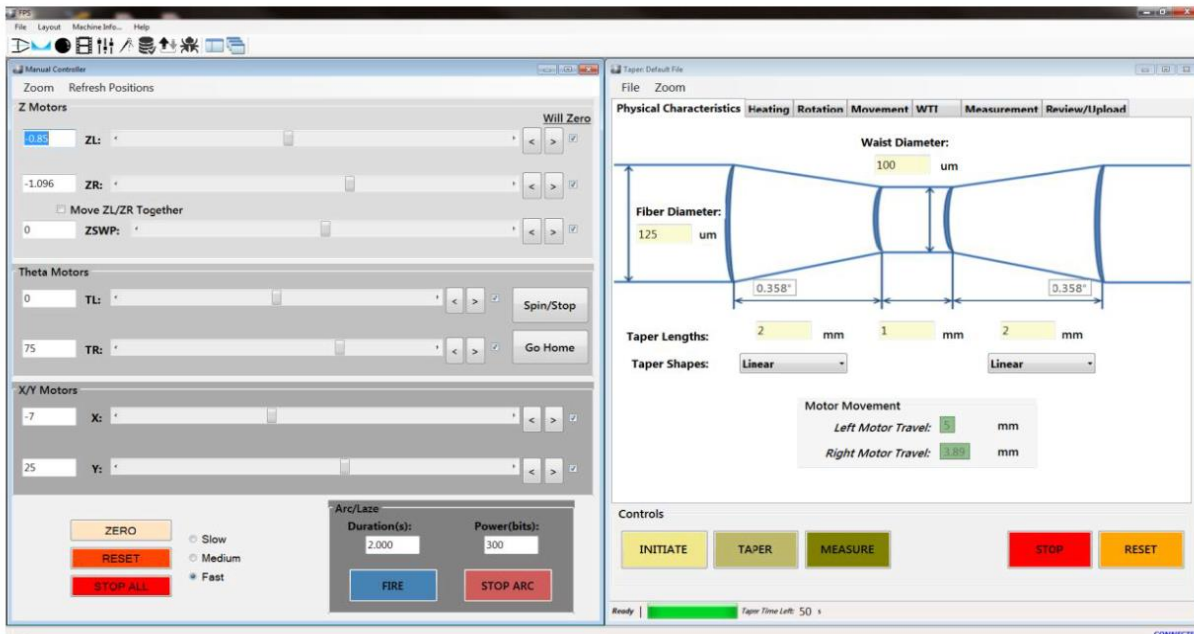 FPS
File Layout Machine Info... Help
Manual Controller
Zoom Refresh Positions
Z Motors
Will Zero
-0.85 ZL: < >
-1.096 ZR: < >
Move ZL/ZR Together
0 ZSWP: < >
Theta Motors
0 TL: < > Spin/Stop
75 TR: < > Go Home
X/Y Motors
-7 X: < >
25 Y: < >
ZERO
RESET
STOP ALL
Slow
Medium
Fast
Arc/Laze
Duration(s): Power(bits):
2.000 300
FIRE STOP ARC
Taper: Default File
File Zoom
Physical Characteristics Heating Rotation Movement WTI Measurement Review/Upload
Waist Diameter:
100 um
Fiber Diameter:
125 um
0.358° 0.358°
Taper Lengths: 2 mm 1 mm 2 mm
Taper Shapes: Linear Linear
Motor Movement
Left Motor Travel: 5 mm
Right Motor Travel: 3.89 mm
Controls
INITIATE TAPER MEASURE STOP RESET
Ready Taper Time Left: 50 s